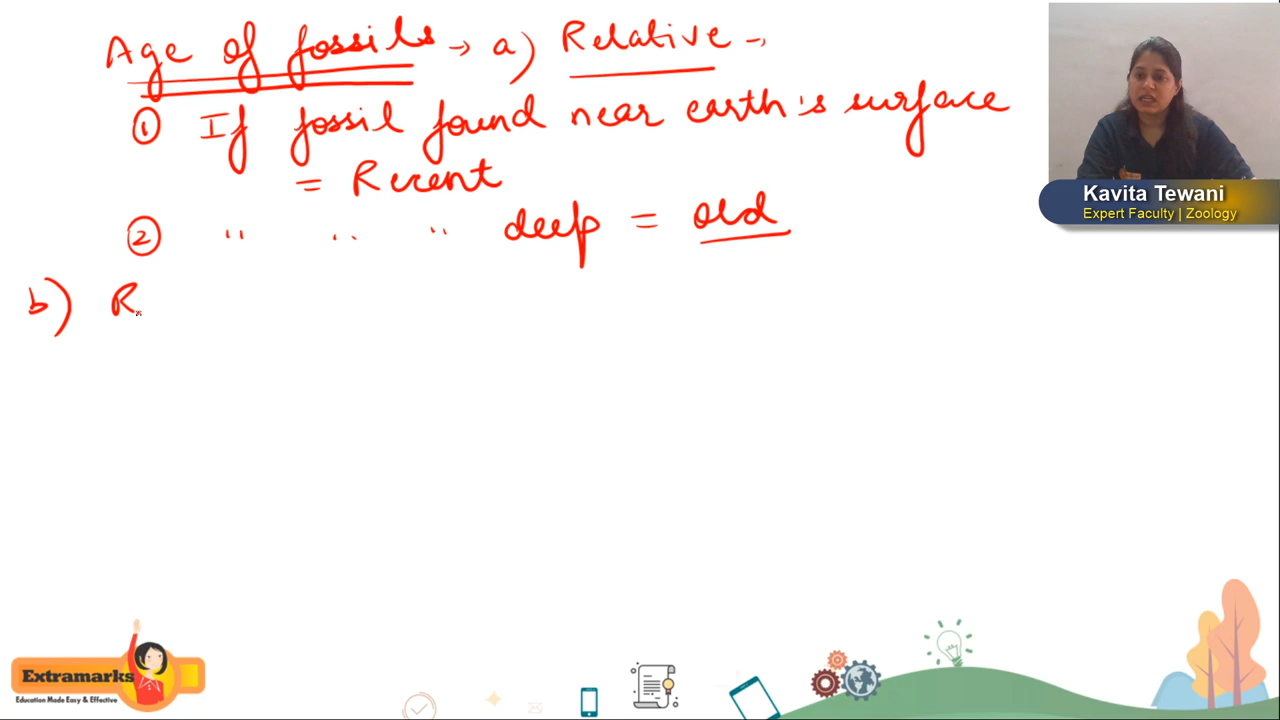 Age of fossils → a) Relative -
① If fossil found near earth's surface
= Recent
② " " " deep = old
b) R
Kavita Tewani
Expert Faculty | Zoology
Extramarks
Education Made Easy & Effective